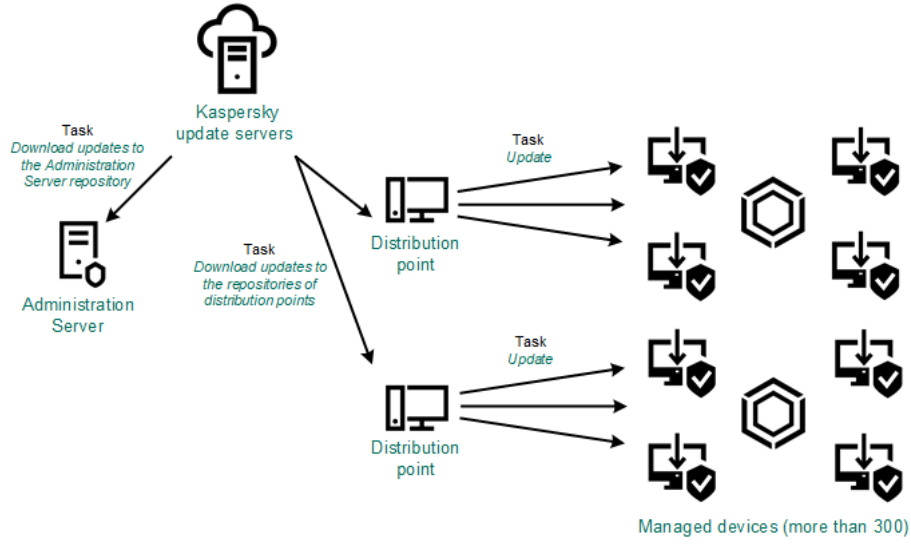 Kaspersky
update servers
Task
Download updates to
the Administration
Server repository
Administration
Server
Task
Download updates to
the repositories of
distribution points
Distribution
point
Task
Update
Distribution
point
Task
Update
Managed devices (more than 300)